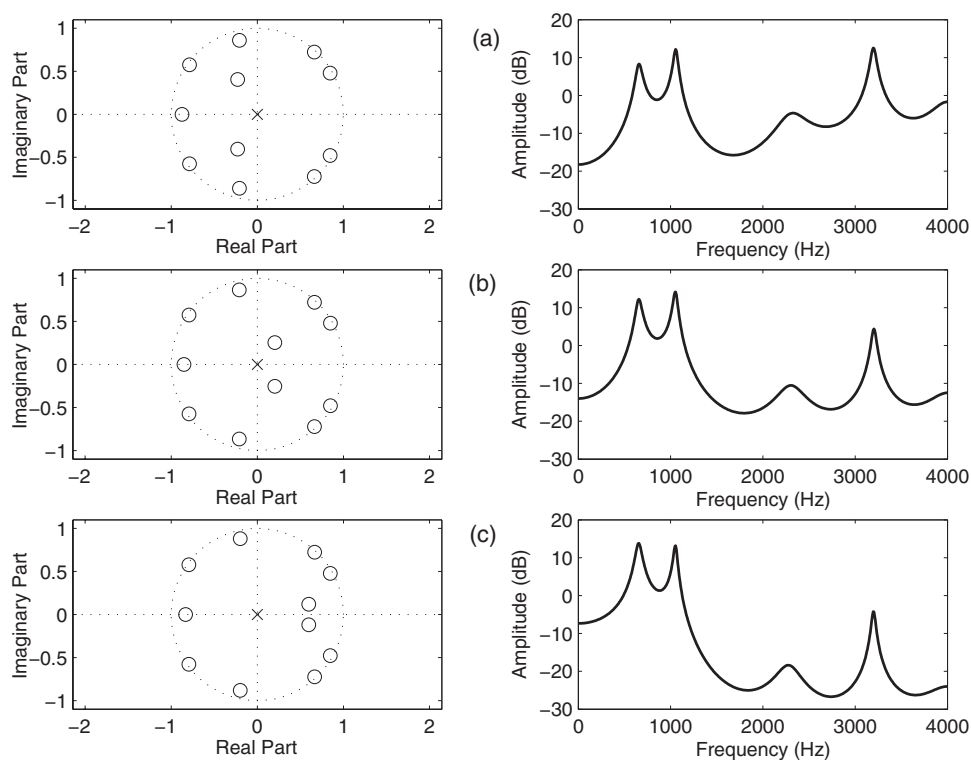 (a)
Imaginary Part
1
0.5
0
−0.5
−1
−2 −1 0 1 2
Real Part
Amplitude (dB)
20
10
0
−10
−20
−30
0 1000 2000 3000 4000
Frequency (Hz)
(b)
Imaginary Part
1
0.5
0
−0.5
−1
−2 −1 0 1 2
Real Part
Amplitude (dB)
20
10
0
−10
−20
−30
0 1000 2000 3000 4000
Frequency (Hz)
(c)
Imaginary Part
1
0.5
0
−0.5
−1
−2 −1 0 1 2
Real Part
Amplitude (dB)
20
10
0
−10
−20
−30
0 1000 2000 3000 4000
Frequency (Hz)